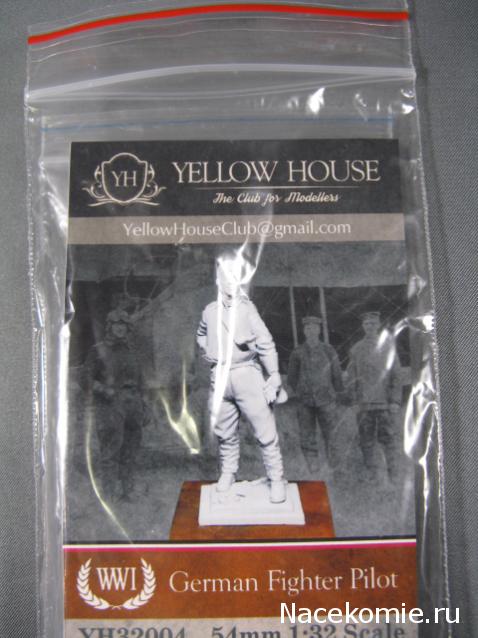 YH
YELLOW HOUSE
The Club for Modellers
YellowHouseClub@gmail.com
WWI
German Fighter Pilot
YH32004 54mm 1:32 Scale
Nacekomie.ru